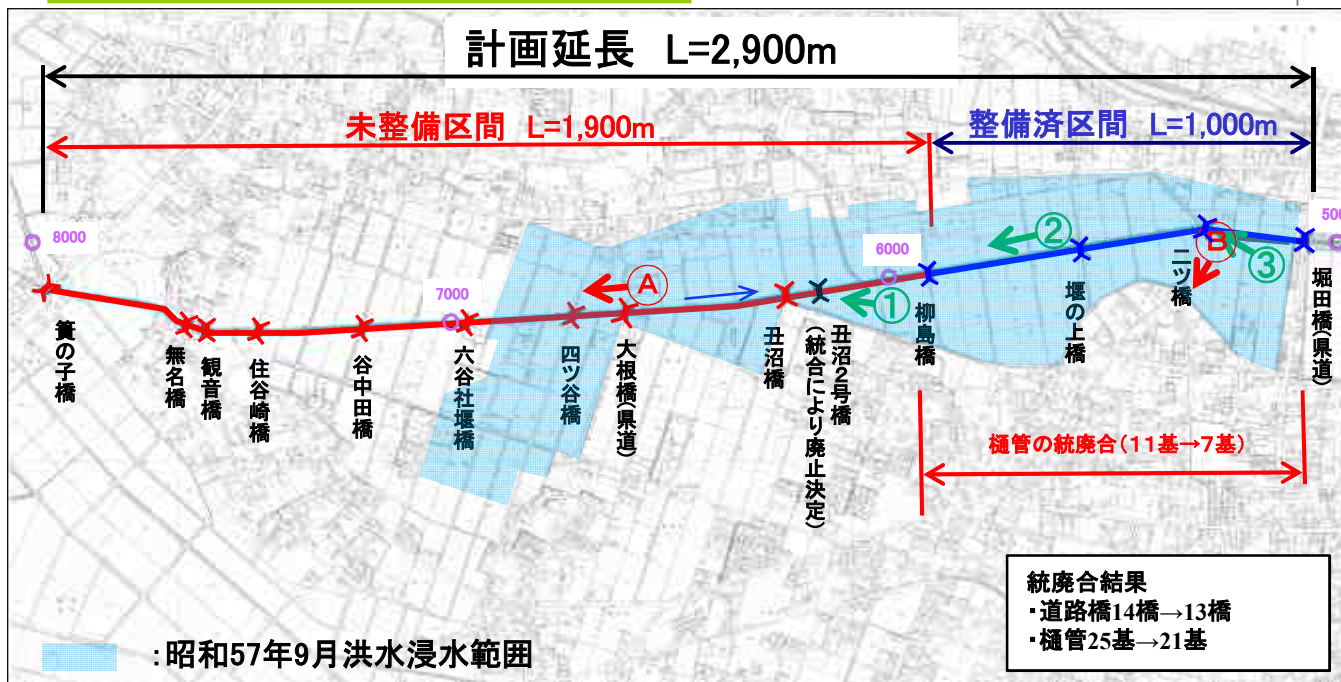 計画延長 L=2,900m
未整備区間 L=1,900m
整備済区間 L=1,000m
8000
7000
6000
500
Ⓐ
Ⓑ
①
②
③
簀の子橋
無名橋
観音橋
住谷崎橋
谷中田橋
六谷社堰橋
四ツ谷橋
大根橋(県道)
丑沼橋
丑沼2号橋
(統合により廃止決定)
柳島橋
堰の上橋
二ツ橋
堀田橋(県道)
樋管の統廃合(11基→7基)
統廃合結果
・道路橋14橋→13橋
・樋管25基→21基
:昭和57年9月洪水浸水範囲